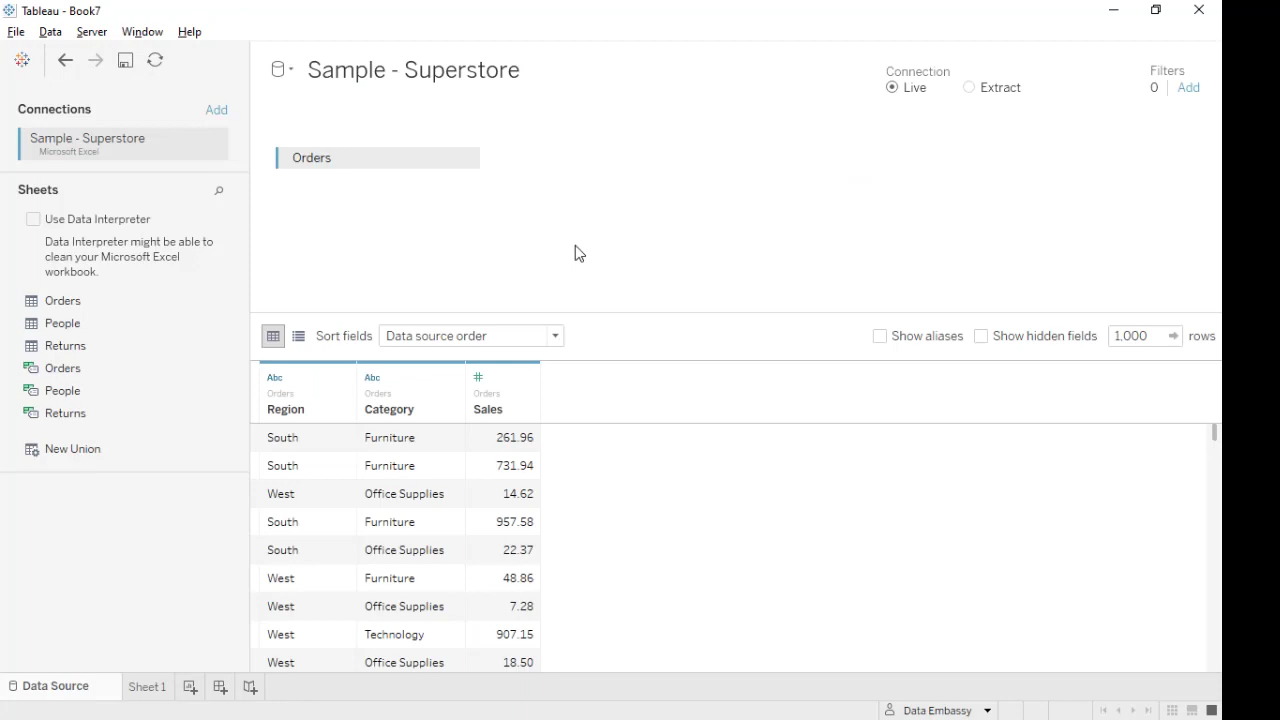 Tableau - Book7
File Data Server Window Help
Sample - Superstore
Connection
Live Extract
Filters
0 Add
Connections Add
Sample - Superstore
Microsoft Excel
Orders
Sheets
Use Data Interpreter
Data Interpreter might be able to
clean your Microsoft Excel
workbook.
Orders
People
Returns
Orders
People
Returns
New Union
Sort fields Data source order Show aliases Show hidden fields 1,000 rows
Abc Abc #
Orders Orders Orders
Region Category Sales
South Furniture 261.96
South Furniture 731.94
West Office Supplies 14.62
South Furniture 957.58
South Office Supplies 22.37
West Furniture 48.86
West Office Supplies 7.28
West Technology 907.15
West Office Supplies 18.50
Data Source Sheet 1
Data Embassy